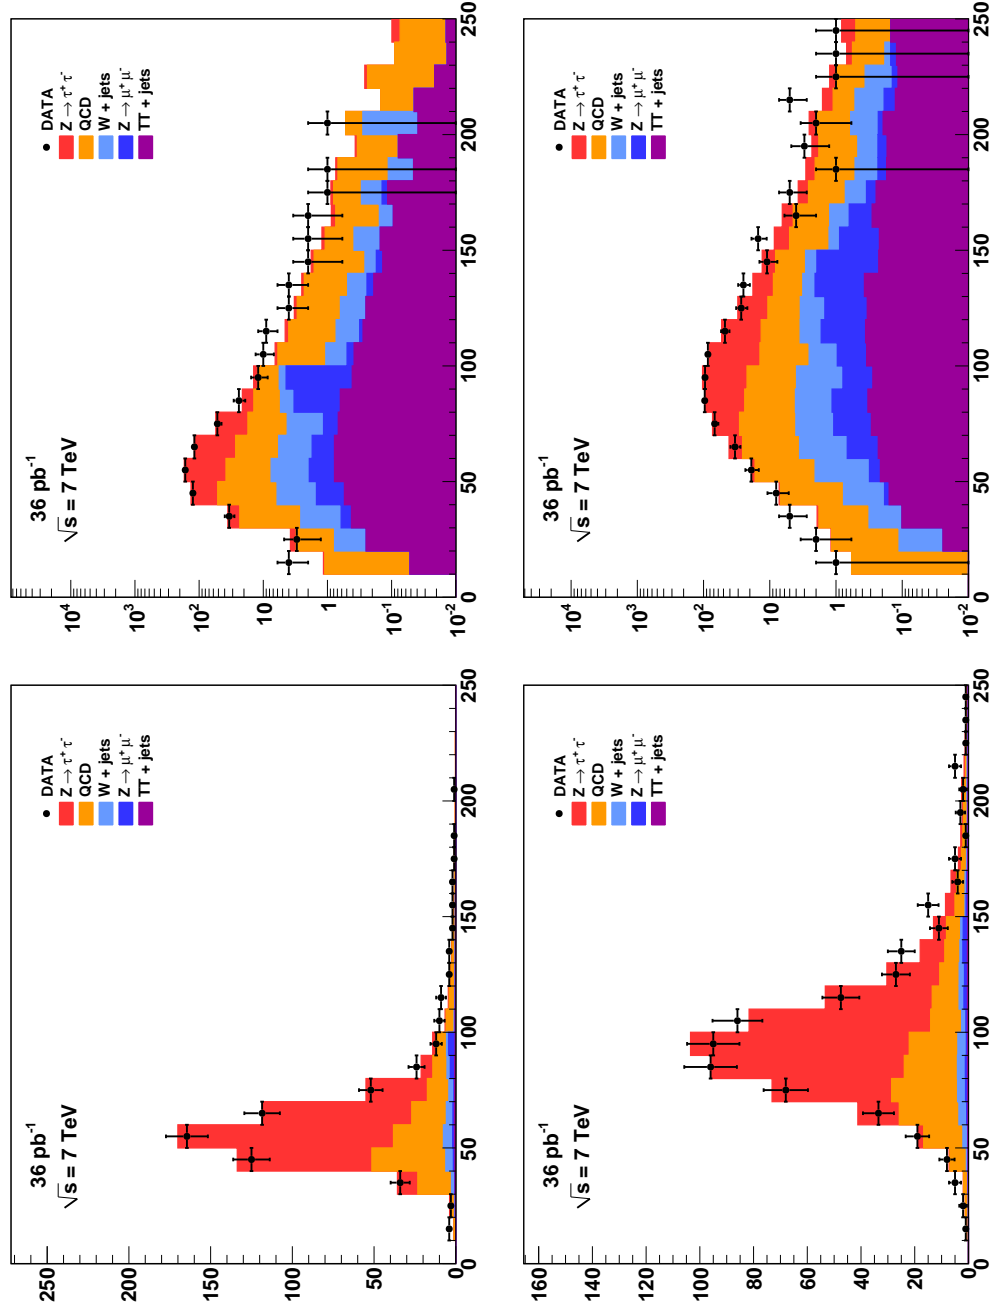 36 pb⁻¹
√s = 7 TeV
DATA
Z → τ⁺ τ⁻
QCD
W + jets
Z → μ⁺ μ⁻
TT + jets
250
200
150
100
50
0
0 50 100 150 200 250
36 pb⁻¹
√s = 7 TeV
DATA
Z → τ⁺ τ⁻
QCD
W + jets
Z → μ⁺ μ⁻
TT + jets
10⁴
10³
10²
10
1
10⁻¹
10⁻²
0 50 100 150 200 250
36 pb⁻¹
√s = 7 TeV
DATA
Z → τ⁺ τ⁻
QCD
W + jets
Z → μ⁺ μ⁻
TT + jets
160
140
120
100
80
60
40
20
0
0 50 100 150 200 250
36 pb⁻¹
√s = 7 TeV
DATA
Z → τ⁺ τ⁻
QCD
W + jets
Z → μ⁺ μ⁻
TT + jets
10⁴
10³
10²
10
1
10⁻¹
10⁻²
0 50 100 150 200 250